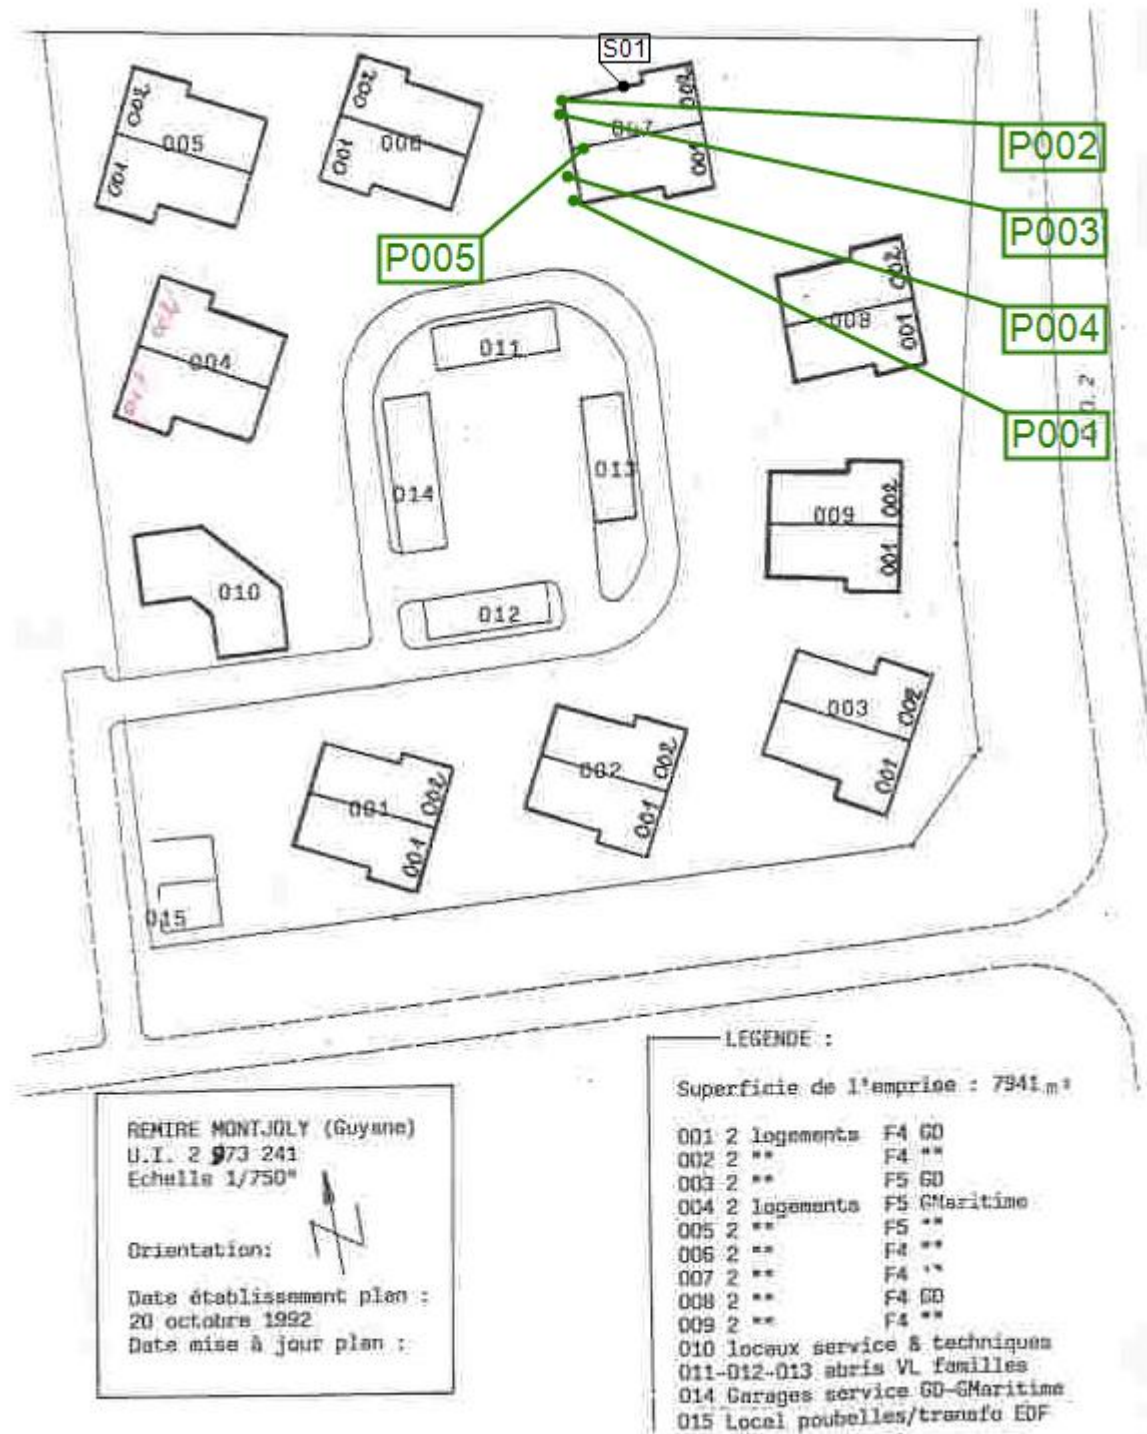 S01
P002
P003
P004
P001
P005
002
001
005
002
001
006
002
007
001
002
008
001
004
011
014
013
009
002
001
010
012
003
002
001
002
002
001
001
002
001
015
REMIRE MONTJOLY (Guyane)
U.I. 2 973 241
Echelle 1/750°
Orientation:
Date établissement plan :
20 octobre 1992
Date mise à jour plan :
LEGENDE :
Superficie de l'emprise : 7941 m²
001 2 logements F4 GD
002 2 "" F4 ""
003 2 "" F5 GD
004 2 logements F5 GMaritime
005 2 "" F5 ""
006 2 "" F4 ""
007 2 "" F4 ""
008 2 "" F4 GD
009 2 "" F4 ""
010 locaux service & techniques
011-012-013 abris VL familles
014 Garages service GD-GMaritime
015 Local poubelles/transfo EDF